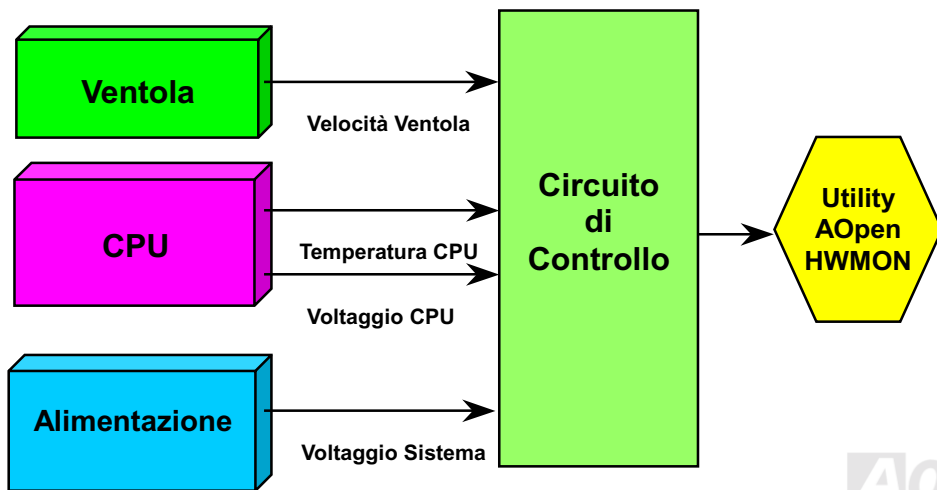 Ventola
Velocità Ventola
CPU
Temperatura CPU
Voltaggio CPU
Alimentazione
Voltaggio Sistema
Circuito
di
Controllo
Utility
AOpen
HWMON